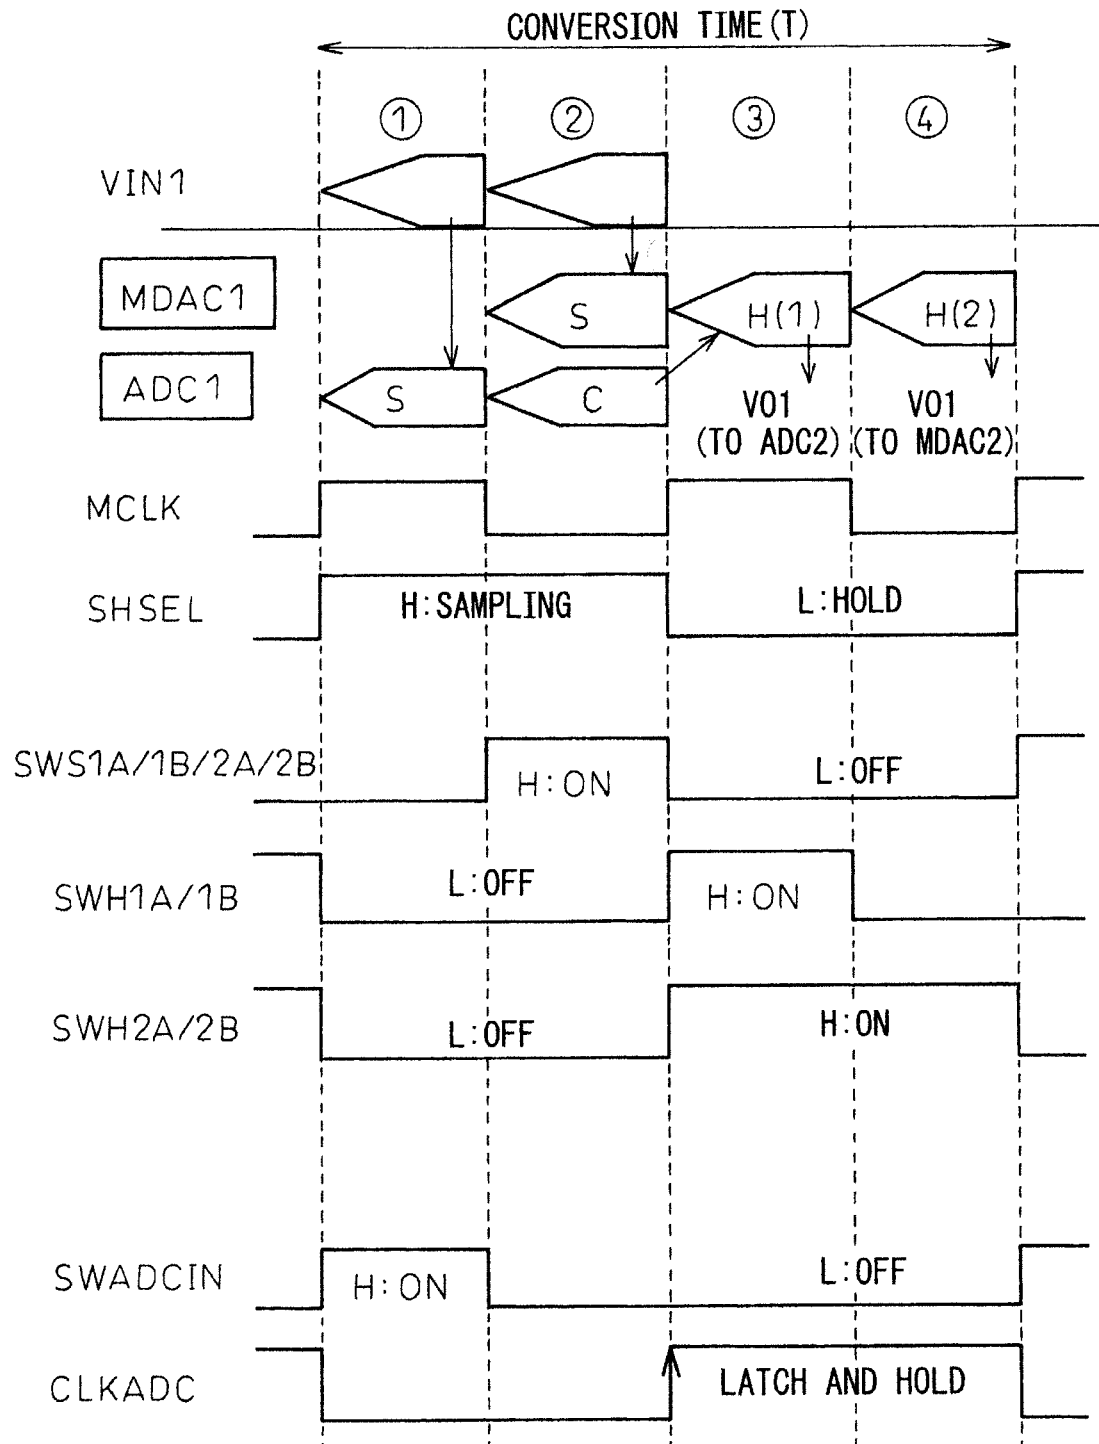 CONVERSION TIME(T)
① ② ③ ④
VIN1
MDAC1 S H(1) H(2)
ADC1 S C
V01 V01
(TO ADC2) (TO MDAC2)
MCLK
SHSEL H:SAMPLING L:HOLD
SWS1A/1B/2A/2B H:ON L:OFF
SWH1A/1B L:OFF H:ON
SWH2A/2B L:OFF H:ON
SWADCIN H:ON L:OFF
CLKADC LATCH AND HOLD